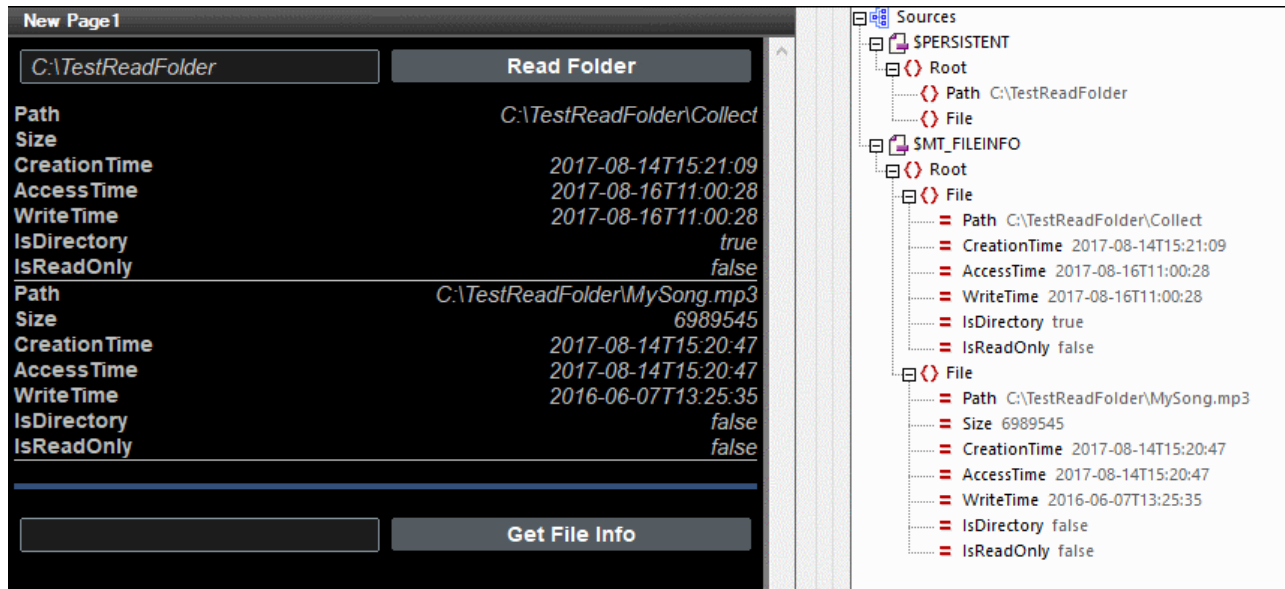 New Page1
C:\TestReadFolder Read Folder
Path C:\TestReadFolder\Collect
Size
CreationTime 2017-08-14T15:21:09
AccessTime 2017-08-16T11:00:28
WriteTime 2017-08-16T11:00:28
IsDirectory true
IsReadOnly false
Path C:\TestReadFolder\MySong.mp3
Size 6989545
CreationTime 2017-08-14T15:20:47
AccessTime 2017-08-14T15:20:47
WriteTime 2016-06-07T13:25:35
IsDirectory false
IsReadOnly false
Get File Info
Sources
$PERSISTENT
{} Root
{} Path C:\TestReadFolder
{} File
$MT_FILEINFO
{} Root
{} File
= Path C:\TestReadFolder\Collect
= CreationTime 2017-08-14T15:21:09
= AccessTime 2017-08-16T11:00:28
= WriteTime 2017-08-16T11:00:28
= IsDirectory true
= IsReadOnly false
{} File
= Path C:\TestReadFolder\MySong.mp3
= Size 6989545
= CreationTime 2017-08-14T15:20:47
= AccessTime 2017-08-14T15:20:47
= WriteTime 2016-06-07T13:25:35
= IsDirectory false
= IsReadOnly false